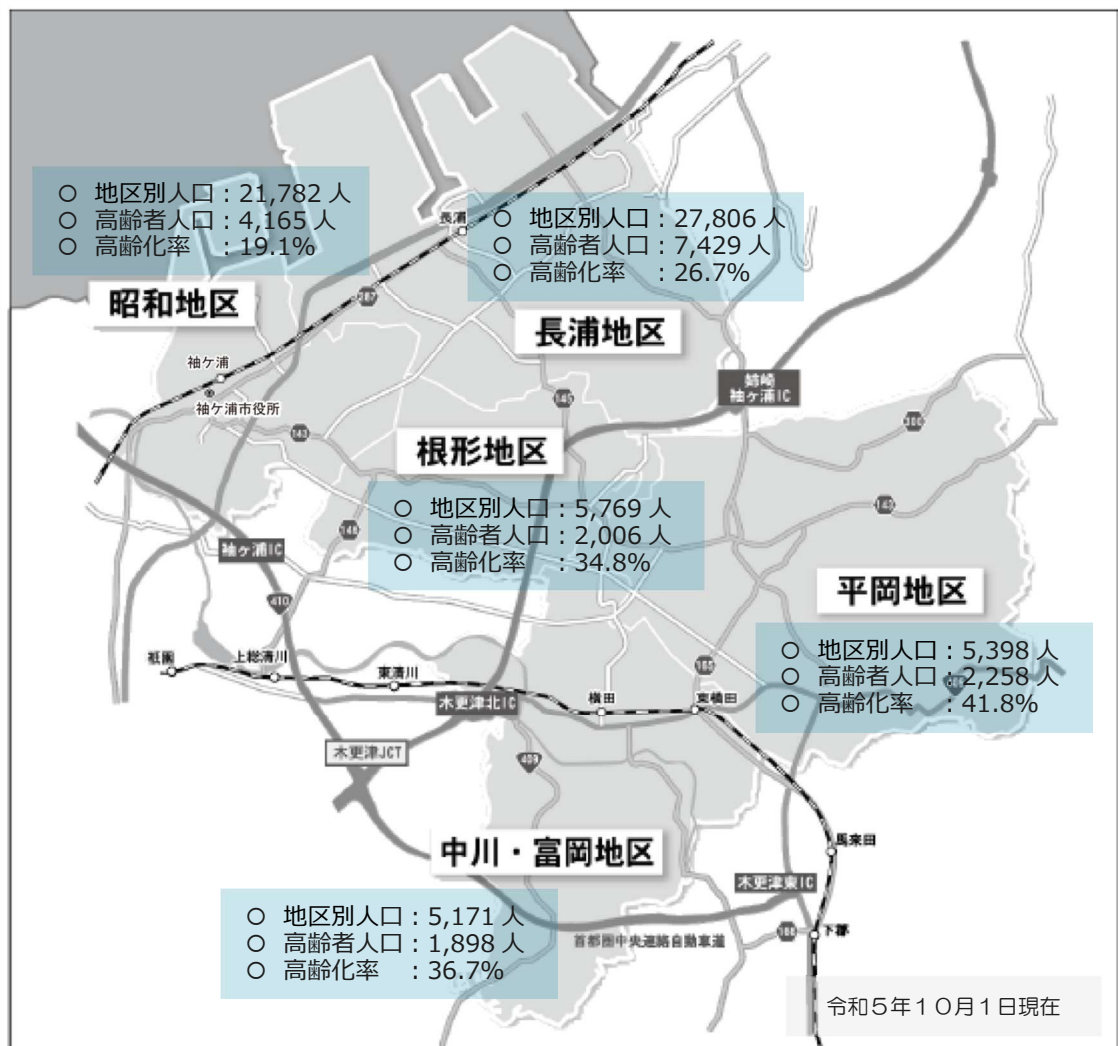 ○ 地区別人口：21,782 人
○ 高齢者人口：4,165 人
○ 高齢化率　：19.1%
昭和地区
長浦
○ 地区別人口：27,806 人
○ 高齢者人口：7,429 人
○ 高齢化率　：26.7%
長浦地区
287
袖ケ浦
袖ケ浦市役所
143
145
姉崎
袖ケ浦IC
300
根形地区
○ 地区別人口：5,769 人
○ 高齢者人口：2,006 人
○ 高齢化率　：34.8%
148
143
袖ケ浦IC
410
平岡地区
○ 地区別人口：5,398 人
○ 高齢者人口：2,258 人
○ 高齢化率　：41.8%
165
祇園
上総清川
東清川
木更津北IC
横田
東横田
木更津JCT
409
中川・富岡地区
馬来田
木更津東IC
○ 地区別人口：5,171 人
○ 高齢者人口：1,898 人
○ 高齢化率　：36.7%
首都圏中央連絡自動車道
168
下郡
令和５年１０月１日現在